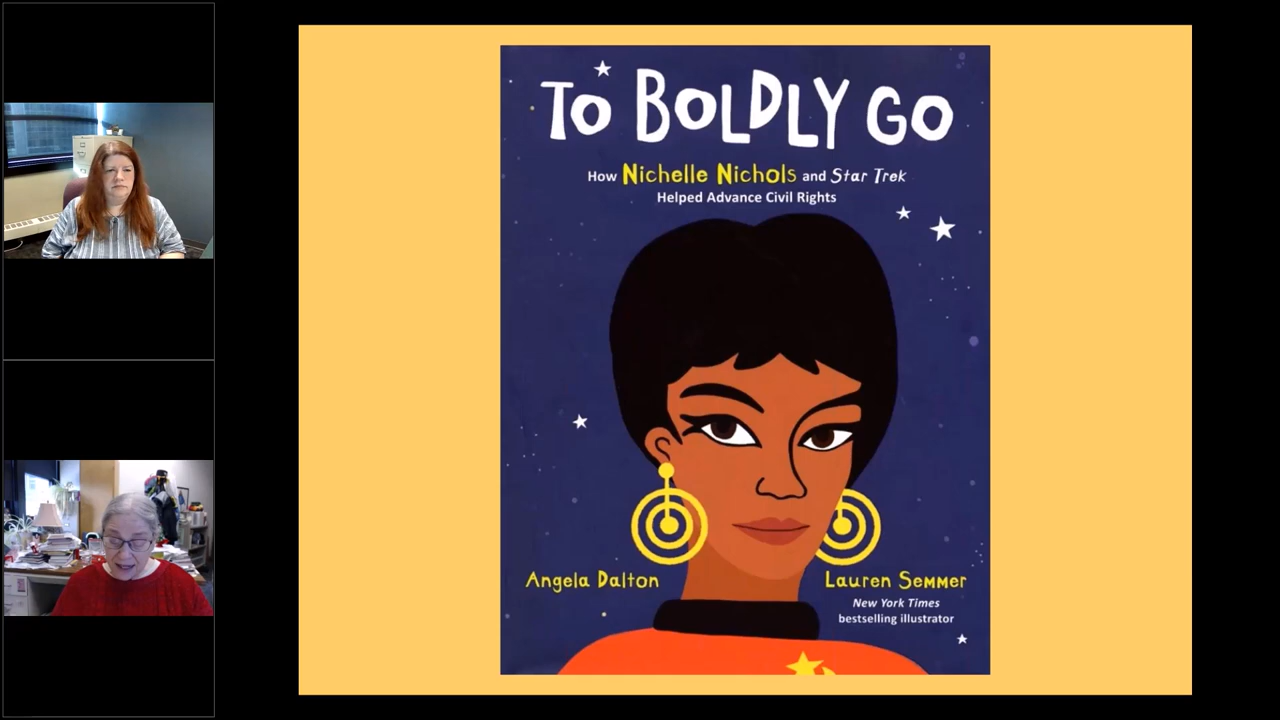 TO BOLDLY GO
How Nichelle Nichols and Star Trek
Helped Advance Civil Rights
Angela Dalton
Lauren Semmer
New York Times
bestselling illustrator